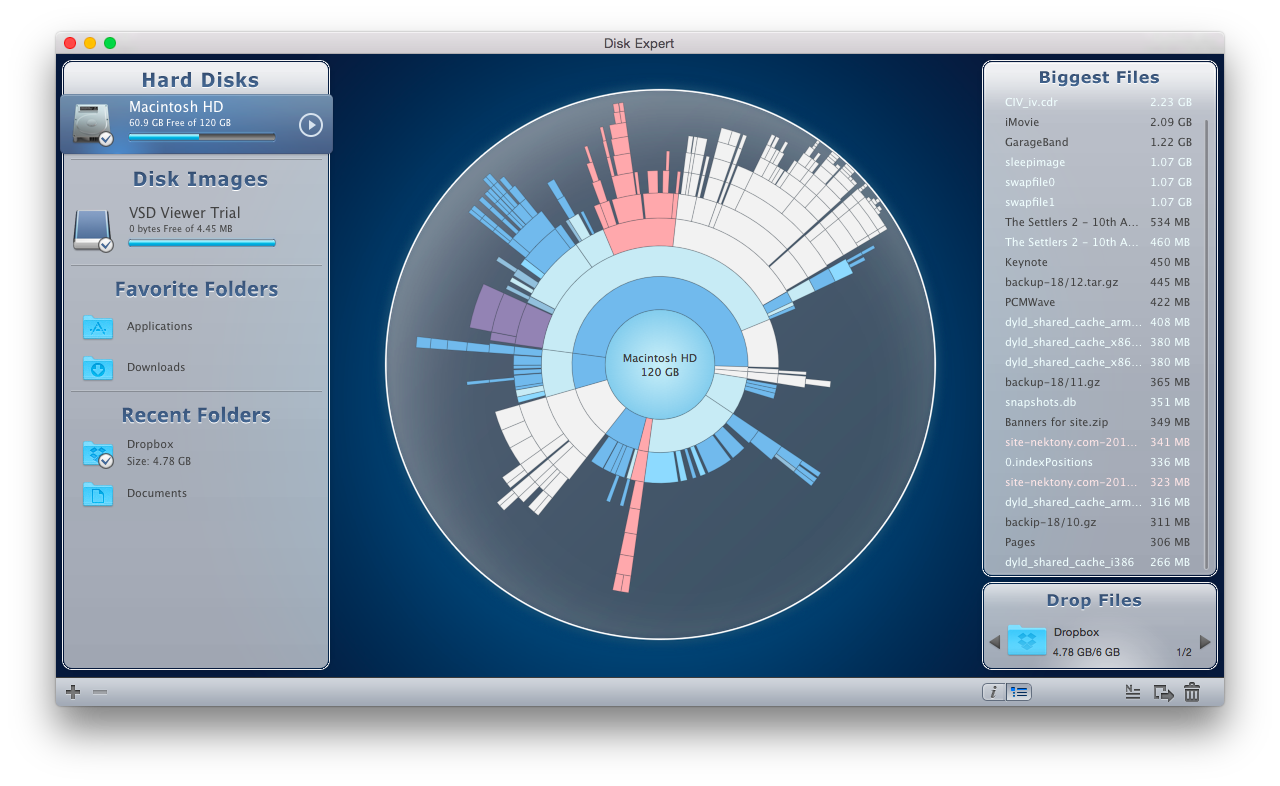 Disk Expert
Hard Disks
Macintosh HD
60.9 GB Free of 120 GB
Disk Images
VSD Viewer Trial
0 bytes Free of 4.45 MB
Favorite Folders
Applications
Downloads
Recent Folders
Dropbox
Size: 4.78 GB
Documents
Macintosh HD
120 GB
Biggest Files
CIV_iv.cdr 2.23 GB
iMovie 2.09 GB
GarageBand 1.22 GB
sleepimage 1.07 GB
swapfile0 1.07 GB
swapfile1 1.07 GB
The Settlers 2 - 10th A... 534 MB
The Settlers 2 - 10th A... 460 MB
Keynote 450 MB
backup-18/12.tar.gz 445 MB
PCMWave 422 MB
dyld_shared_cache_arm... 408 MB
dyld_shared_cache_x86... 380 MB
dyld_shared_cache_x86... 380 MB
backup-18/11.gz 365 MB
snapshots.db 351 MB
Banners for site.zip 349 MB
site-nektony.com-201... 341 MB
0.indexPositions 336 MB
site-nektony.com-201... 323 MB
dyld_shared_cache_arm... 316 MB
backip-18/10.gz 311 MB
Pages 306 MB
dyld_shared_cache_i386 266 MB
Drop Files
Dropbox
4.78 GB/6 GB 1/2
i
N